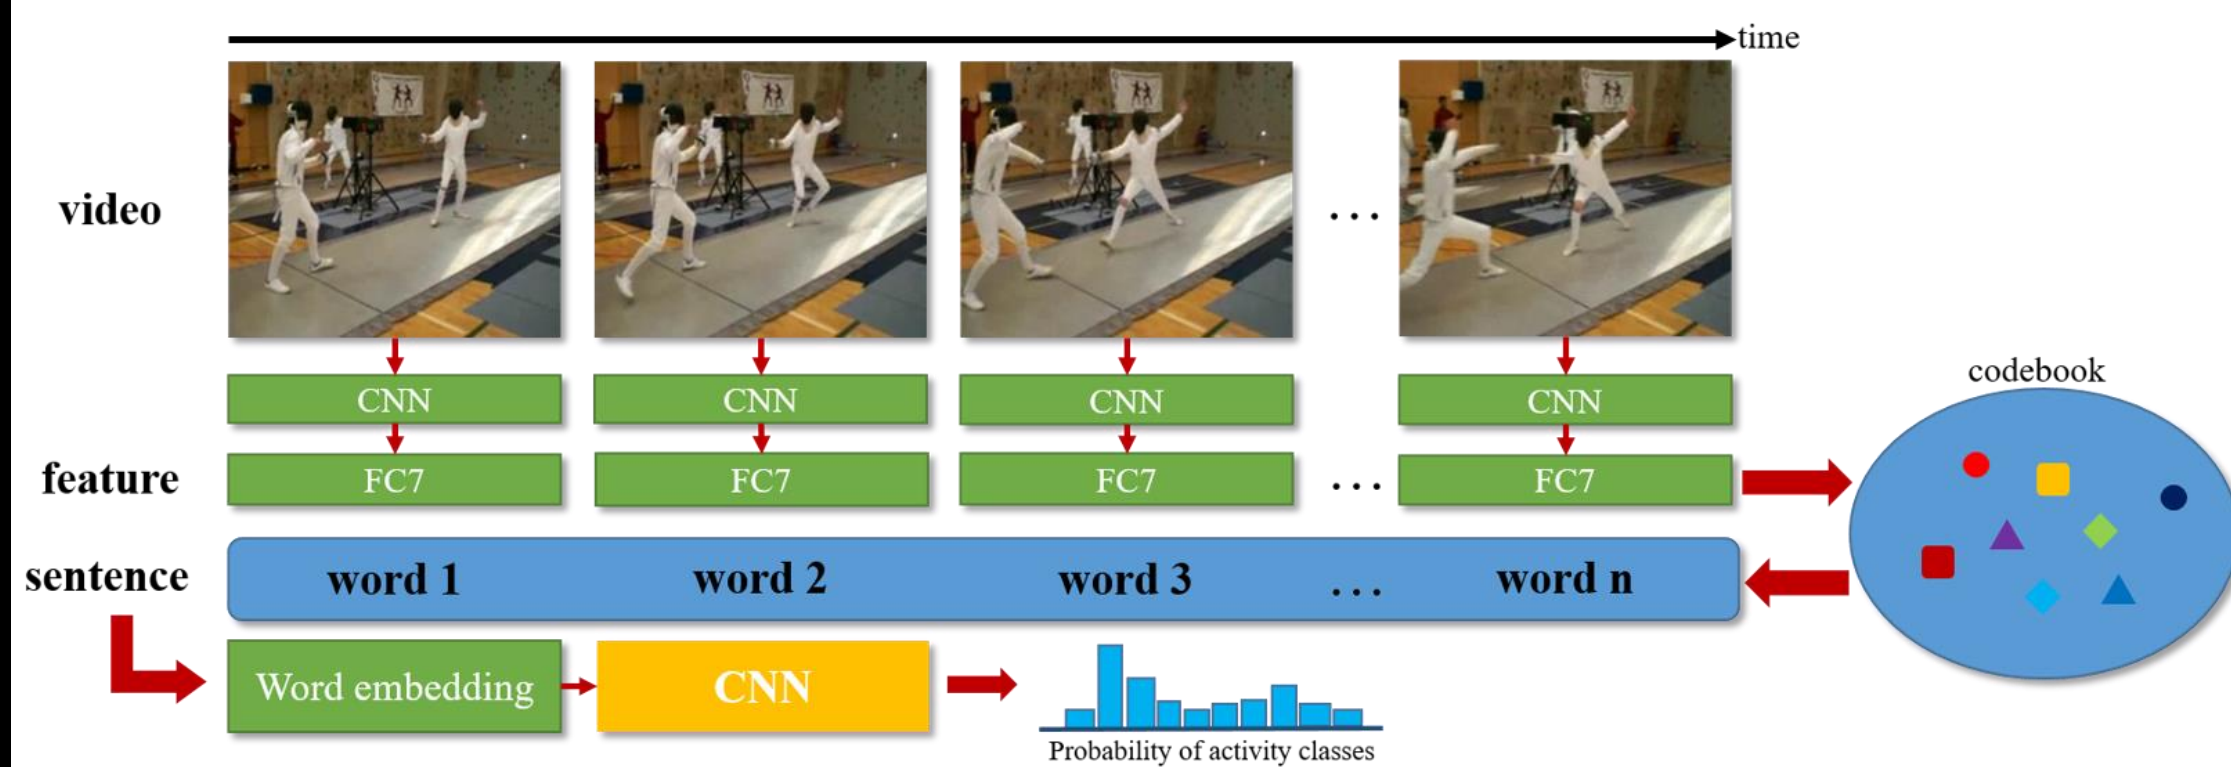 time
video
...
CNN CNN CNN CNN
codebook
feature FC7 FC7 FC7 ... FC7
sentence word 1 word 2 word 3 ... word n
Word embedding CNN
Probability of activity classes